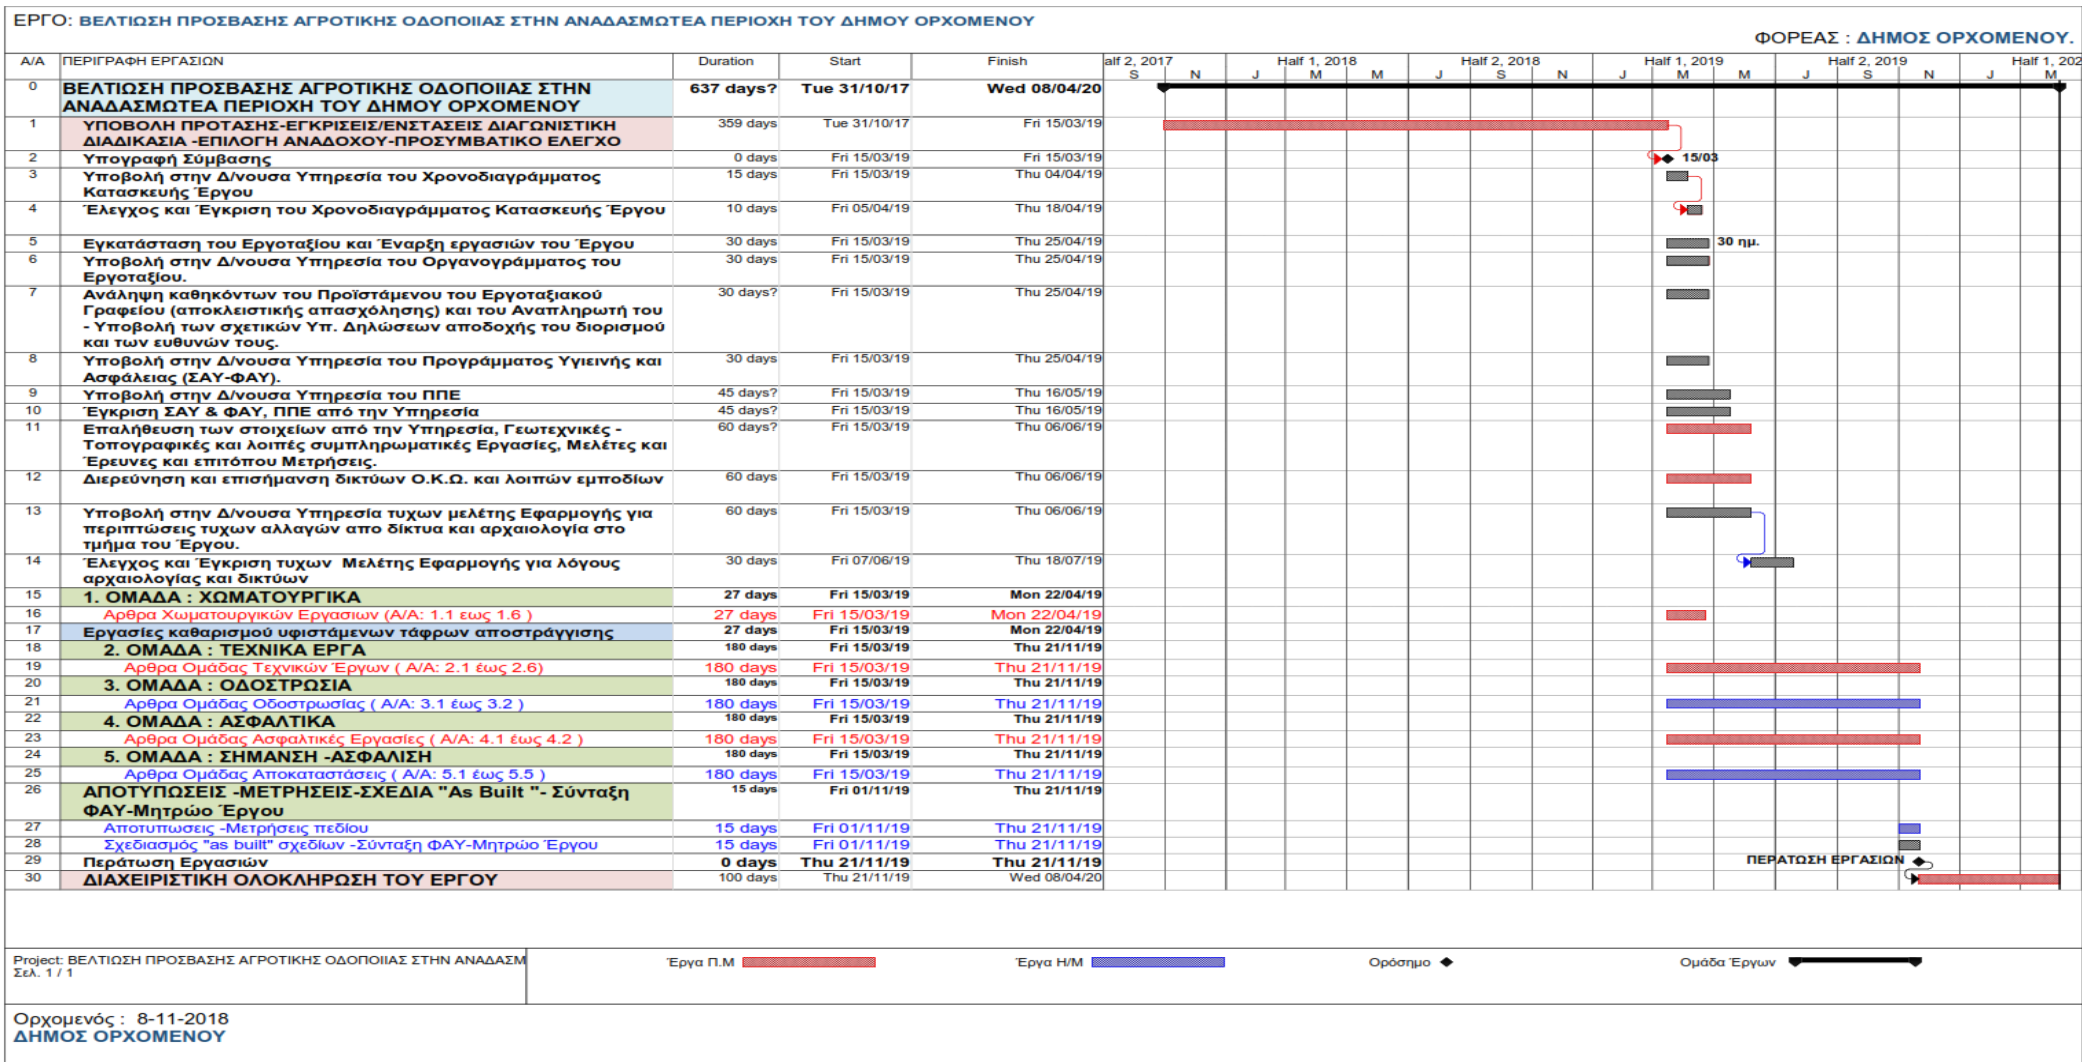 ΕΡΓΟ: ΒΕΛΤΙΩΣΗ ΠΡΟΣΒΑΣΗΣ ΑΓΡΟΤΙΚΗΣ ΟΔΟΠΟΙΙΑΣ ΣΤΗΝ ΑΝΑΔΑΣΜΩΤΕΑ ΠΕΡΙΟΧΗ ΤΟΥ ΔΗΜΟΥ ΟΡΧΟΜΕΝΟΥ
ΦΟΡΕΑΣ : ΔΗΜΟΣ ΟΡΧΟΜΕΝΟΥ.
Α/Α ΠΕΡΙΓΡΑΦΗ ΕΡΓΑΣΙΩΝ Duration Start Finish alf 2, 2017 Half 1, 2018 Half 2, 2018 Half 1, 2019 Half 2, 2019 Half 1, 202
S N J M M J S N J M M J S N J M
0 ΒΕΛΤΙΩΣΗ ΠΡΟΣΒΑΣΗΣ ΑΓΡΟΤΙΚΗΣ ΟΔΟΠΟΙΙΑΣ ΣΤΗΝ 637 days? Tue 31/10/17 Wed 08/04/20
ΑΝΑΔΑΣΜΩΤΕΑ ΠΕΡΙΟΧΗ ΤΟΥ ΔΗΜΟΥ ΟΡΧΟΜΕΝΟΥ
1 ΥΠΟΒΟΛΗ ΠΡΟΤΑΣΗΣ-ΕΓΚΡΙΣΕΙΣ/ΕΝΣΤΑΣΕΙΣ ΔΙΑΓΩΝΙΣΤΙΚΗ 359 days Tue 31/10/17 Fri 15/03/19
ΔΙΑΔΙΚΑΣΙΑ -ΕΠΙΛΟΓΗ ΑΝΑΔΟΧΟΥ-ΠΡΟΣΥΜΒΑΤΙΚΟ ΕΛΕΓΧΟ
2 Υπογραφή Σύμβασης 0 days Fri 15/03/19 Fri 15/03/19 15/03
3 Υποβολή στην Δ/νουσα Υπηρεσία του Χρονοδιαγράμματος 15 days Fri 15/03/19 Thu 04/04/19
Κατασκευής Έργου
4 Έλεγχος και Έγκριση του Χρονοδιαγράμματος Κατασκευής Έργου 10 days Fri 05/04/19 Thu 18/04/19
5 Εγκατάσταση του Εργοταξίου και Έναρξη εργασιών του Έργου 30 days Fri 15/03/19 Thu 25/04/19 30 ημ.
6 Υποβολή στην Δ/νουσα Υπηρεσία του Οργανογράμματος του 30 days Fri 15/03/19 Thu 25/04/19
Εργοταξίου.
7 Ανάληψη καθηκόντων του Προϊστάμενου του Εργοταξιακού 30 days? Fri 15/03/19 Thu 25/04/19
Γραφείου (αποκλειστικής απασχόλησης) και του Αναπληρωτή του
- Υποβολή των σχετικών Υπ. Δηλώσεων αποδοχής του διορισμού
και των ευθυνών τους.
8 Υποβολή στην Δ/νουσα Υπηρεσία του Προγράμματος Υγιεινής και 30 days Fri 15/03/19 Thu 25/04/19
Ασφάλειας (ΣΑΥ-ΦΑΥ).
9 Υποβολή στην Δ/νουσα Υπηρεσία του ΠΠΕ 45 days? Fri 15/03/19 Thu 16/05/19
10 Έγκριση ΣΑΥ & ΦΑΥ, ΠΠΕ από την Υπηρεσία 45 days? Fri 15/03/19 Thu 16/05/19
11 Επαλήθευση των στοιχείων από την Υπηρεσία, Γεωτεχνικές - 60 days? Fri 15/03/19 Thu 06/06/19
Τοπογραφικές και λοιπές συμπληρωματικές Εργασίες, Μελέτες και
Έρευνες και επιτόπου Μετρήσεις.
12 Διερεύνηση και επισήμανση δικτύων Ο.Κ.Ω. και λοιπών εμποδίων 60 days Fri 15/03/19 Thu 06/06/19
13 Υποβολή στην Δ/νουσα Υπηρεσία τυχων μελέτης Εφαρμογής για 60 days Fri 15/03/19 Thu 06/06/19
περιπτώσεις τυχων αλλαγών απο δίκτυα και αρχαιολογία στο
τμήμα του Έργου.
14 Έλεγχος και Έγκριση τυχων Μελέτης Εφαρμογής για λόγους 30 days Fri 07/06/19 Thu 18/07/19
αρχαιολογίας και δικτύων
15 1. ΟΜΑΔΑ : ΧΩΜΑΤΟΥΡΓΙΚΑ 27 days Fri 15/03/19 Mon 22/04/19
16 Αρθρα Χωματουργικών Εργασιων (Α/Α: 1.1 εως 1.6 ) 27 days Fri 15/03/19 Mon 22/04/19
17 Εργασίες καθαρισμού υφιστάμενων τάφρων αποστράγγισης 27 days Fri 15/03/19 Mon 22/04/19
18 2. ΟΜΑΔΑ : ΤΕΧΝΙΚΑ ΕΡΓΑ 180 days Fri 15/03/19 Thu 21/11/19
19 Αρθρα Ομάδας Τεχνικών Έργων ( Α/Α: 2.1 έως 2.6) 180 days Fri 15/03/19 Thu 21/11/19
20 3. ΟΜΑΔΑ : ΟΔΟΣΤΡΩΣΙΑ 180 days Fri 15/03/19 Thu 21/11/19
21 Αρθρα Ομάδας Οδοστρωσίας ( Α/Α: 3.1 έως 3.2 ) 180 days Fri 15/03/19 Thu 21/11/19
22 4. ΟΜΑΔΑ : ΑΣΦΑΛΤΙΚΑ 180 days Fri 15/03/19 Thu 21/11/19
23 Αρθρα Ομάδας Ασφαλτικές Εργασίες ( Α/Α: 4.1 έως 4.2 ) 180 days Fri 15/03/19 Thu 21/11/19
24 5. ΟΜΑΔΑ : ΣΗΜΑΝΣΗ -ΑΣΦΑΛΙΣΗ 180 days Fri 15/03/19 Thu 21/11/19
25 Αρθρα Ομάδας Αποκαταστάσεις ( Α/Α: 5.1 έως 5.5 ) 180 days Fri 15/03/19 Thu 21/11/19
26 ΑΠΟΤΥΠΩΣΕΙΣ -ΜΕΤΡΗΣΕΙΣ-ΣΧΕΔΙΑ "As Built "- Σύνταξη 15 days Fri 01/11/19 Thu 21/11/19
ΦΑΥ-Μητρώο Έργου
27 Αποτυπωσεις -Μετρήσεις πεδίου 15 days Fri 01/11/19 Thu 21/11/19
28 Σχεδιασμός "as built" σχεδίων -Σύνταξη ΦΑΥ-Μητρώο Έργου 15 days Fri 01/11/19 Thu 21/11/19
29 Περάτωση Εργασιών 0 days Thu 21/11/19 Thu 21/11/19 ΠΕΡΑΤΩΣΗ ΕΡΓΑΣΙΩΝ
30 ΔΙΑΧΕΙΡΙΣΤΙΚΗ ΟΛΟΚΛΗΡΩΣΗ ΤΟΥ ΕΡΓΟΥ 100 days Thu 21/11/19 Wed 08/04/20
Project: ΒΕΛΤΙΩΣΗ ΠΡΟΣΒΑΣΗΣ ΑΓΡΟΤΙΚΗΣ ΟΔΟΠΟΙΙΑΣ ΣΤΗΝ ΑΝΑΔΑΣΜ
Σελ. 1 / 1
Έργα Π.Μ Έργα Η/Μ Ορόσημο Ομάδα Έργων
Ορχομενός : 8-11-2018
ΔΗΜΟΣ ΟΡΧΟΜΕΝΟΥ